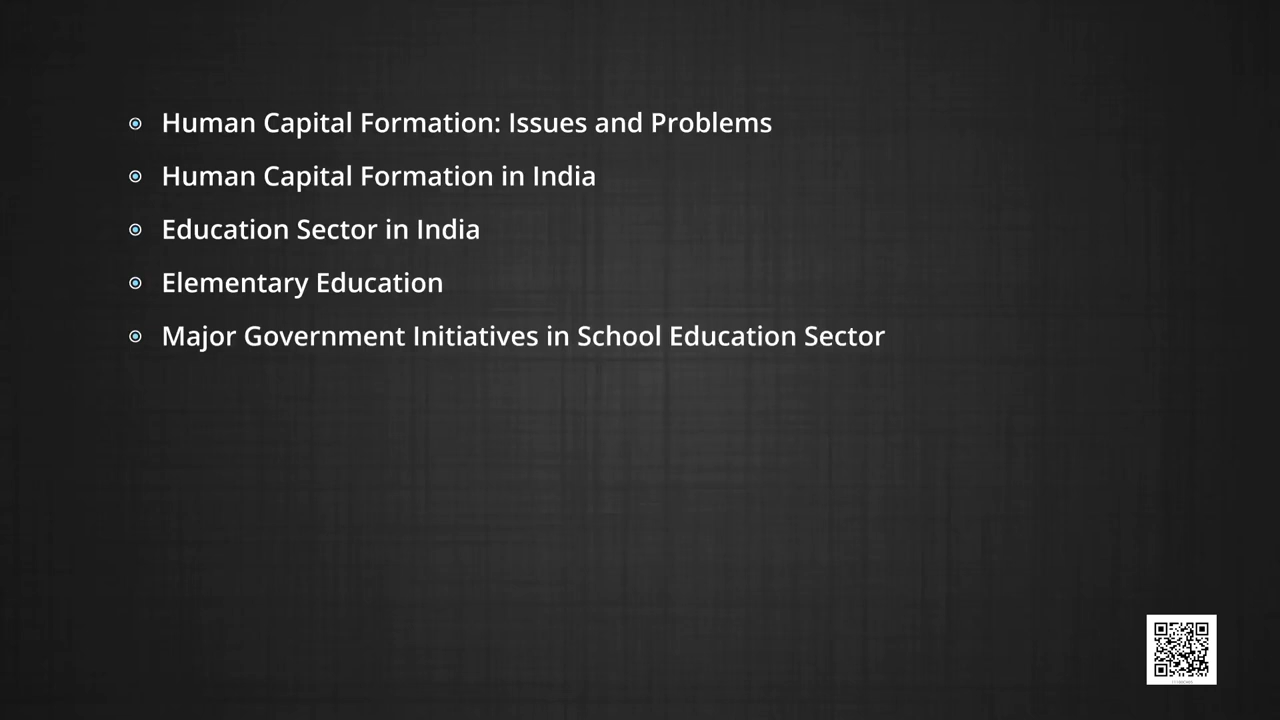 Human Capital Formation: Issues and Problems
Human Capital Formation in India
Education Sector in India
Elementary Education
Major Government Initiatives in School Education Sector